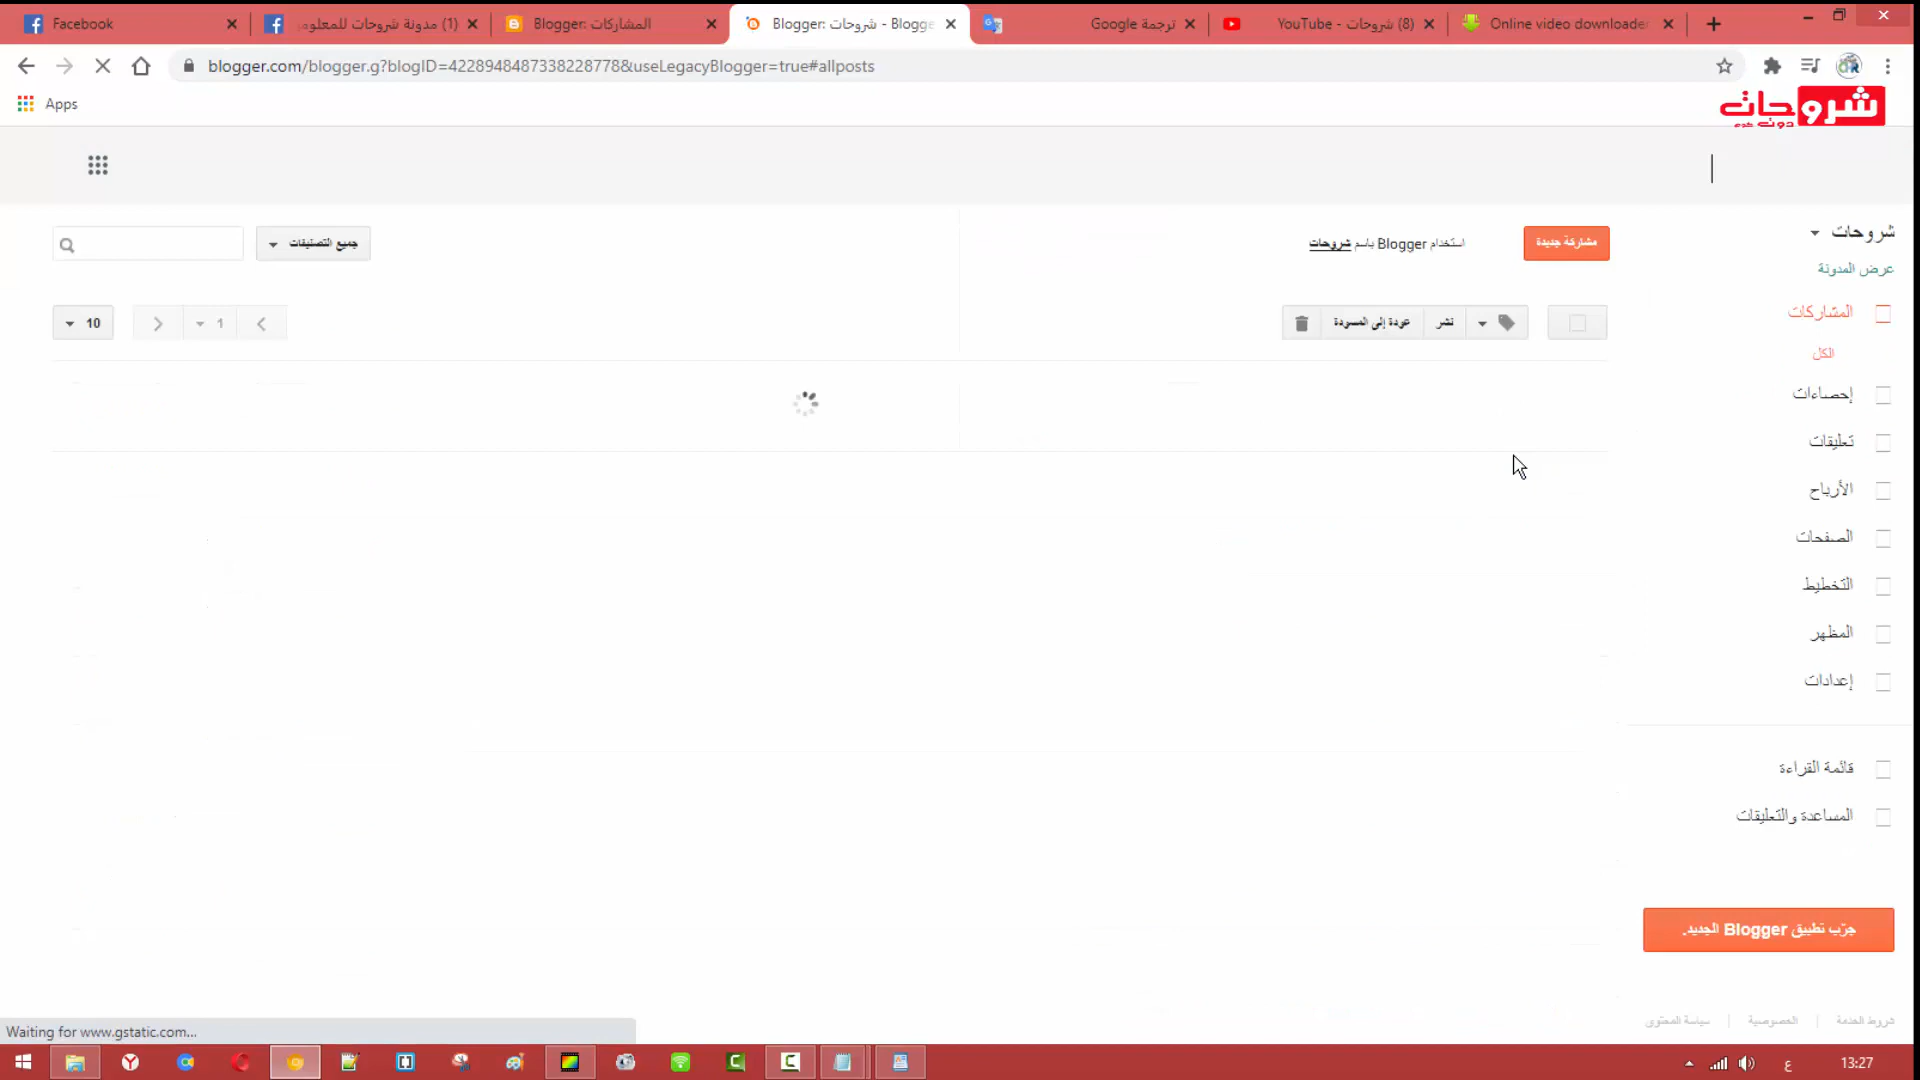 Facebook
(1) مدونة شروحات للمعلوم
Blogger: المشاركات
Blogger: شروحات - Blogge
ترجمة Google
YouTube - شروحات (8)
Online video downloader
blogger.com/blogger.g?blogID=4228948487338228778&useLegacyBlogger=true#allposts
Apps
شروحات
شروحات
عرض المدونة
مشاركة جديدة
استخدام Blogger باسم شروحات
جميع التصنيفات
نشر
عودة إلى المسودة
1
10
المشاركات
الكل
إحصاءات
تعليقات
الأرباح
الصفحات
التخطيط
المظهر
إعدادات
قائمة القراءة
المساعدة والتعليقات
جرّب تطبيق Blogger الجديد.
شروط الخدمة | الخصوصية | سياسة المحتوى
Waiting for www.gstatic.com...
ع
13:27